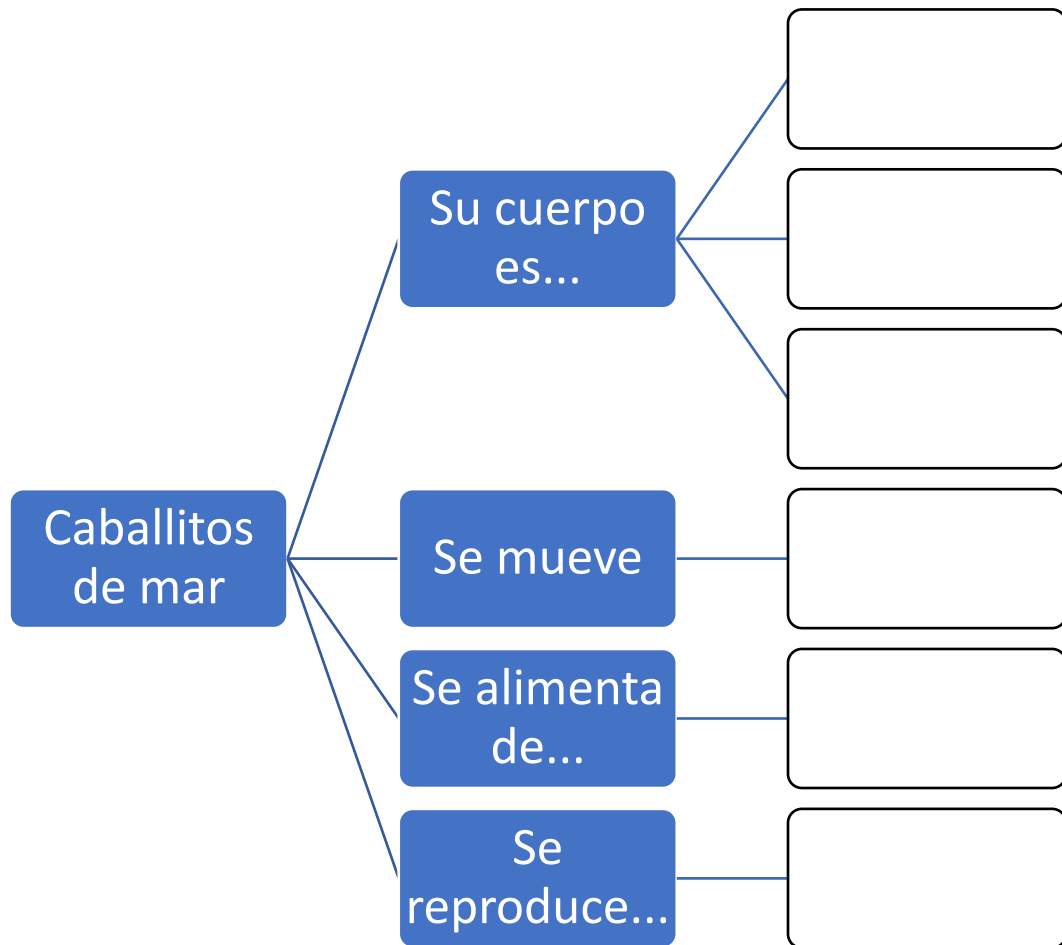 Su cuerpo
es...
Caballitos
de mar
Se mueve
Se alimenta
de...
Se
reproduce...